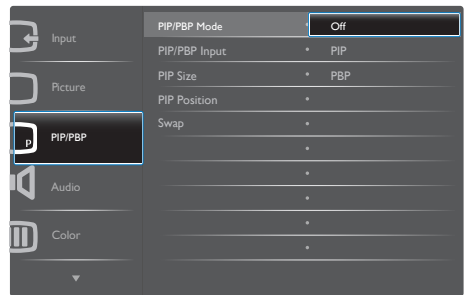 Input
Picture
P
PIP/PBP
Audio
Color
PIP/PBP Mode
Off
PIP/PBP Input
PIP
PIP Size
PBP
PIP Position
Swap